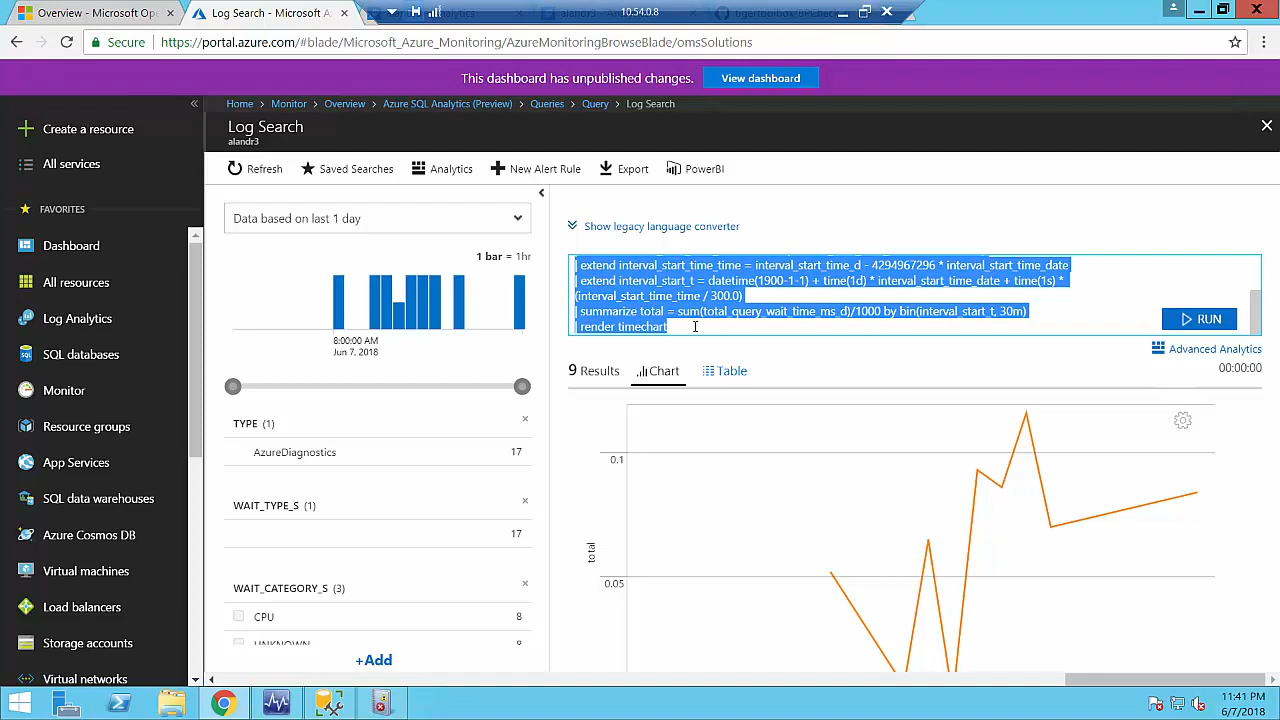 Overview - Microsoft Op
Log Search - Microsoft A
10.54.0.8
Secure
https://portal.azure.com/#blade/Microsoft_Azure_Monitoring/AzureMonitoringBrowseBlade/omsSolutions
This dashboard has unpublished changes.
View dashboard
Home > Monitor > Overview > Azure SQL Analytics (Preview) > Queries > Query > Log Search
Create a resource
All services
FAVORITES
Dashboard
All resources
Log Analytics
SQL databases
Monitor
Resource groups
App Services
SQL data warehouses
Azure Cosmos DB
Virtual machines
Load balancers
Storage accounts
Virtual networks
Log Search
alandr3
Refresh
Saved Searches
Analytics
New Alert Rule
Export
PowerBI
Data based on last 1 day
1 bar = 1hr
8:00:00 AM
Jun 7, 2018
TYPE (1)
AzureDiagnostics 17
WAIT_TYPE_S (1)
17
WAIT_CATEGORY_S (3)
CPU 8
UNKNOWN 8
+Add
Show legacy language converter
| extend interval_start_time_time = interval_start_time_d - 4294967296 * interval_start_time_date
| extend interval_start_t = datetime(1900-1-1) + time(1d) * interval_start_time_date + time(1s) *
(interval_start_time_time / 300.0)
| summarize total = sum(total_query_wait_time_ms_d)/1000 by bin(interval_start_t, 30m)
| render timechart
RUN
Advanced Analytics
9 Results
Chart
Table
00:00:00
0.1
total
0.05
11:41 PM
6/7/2018